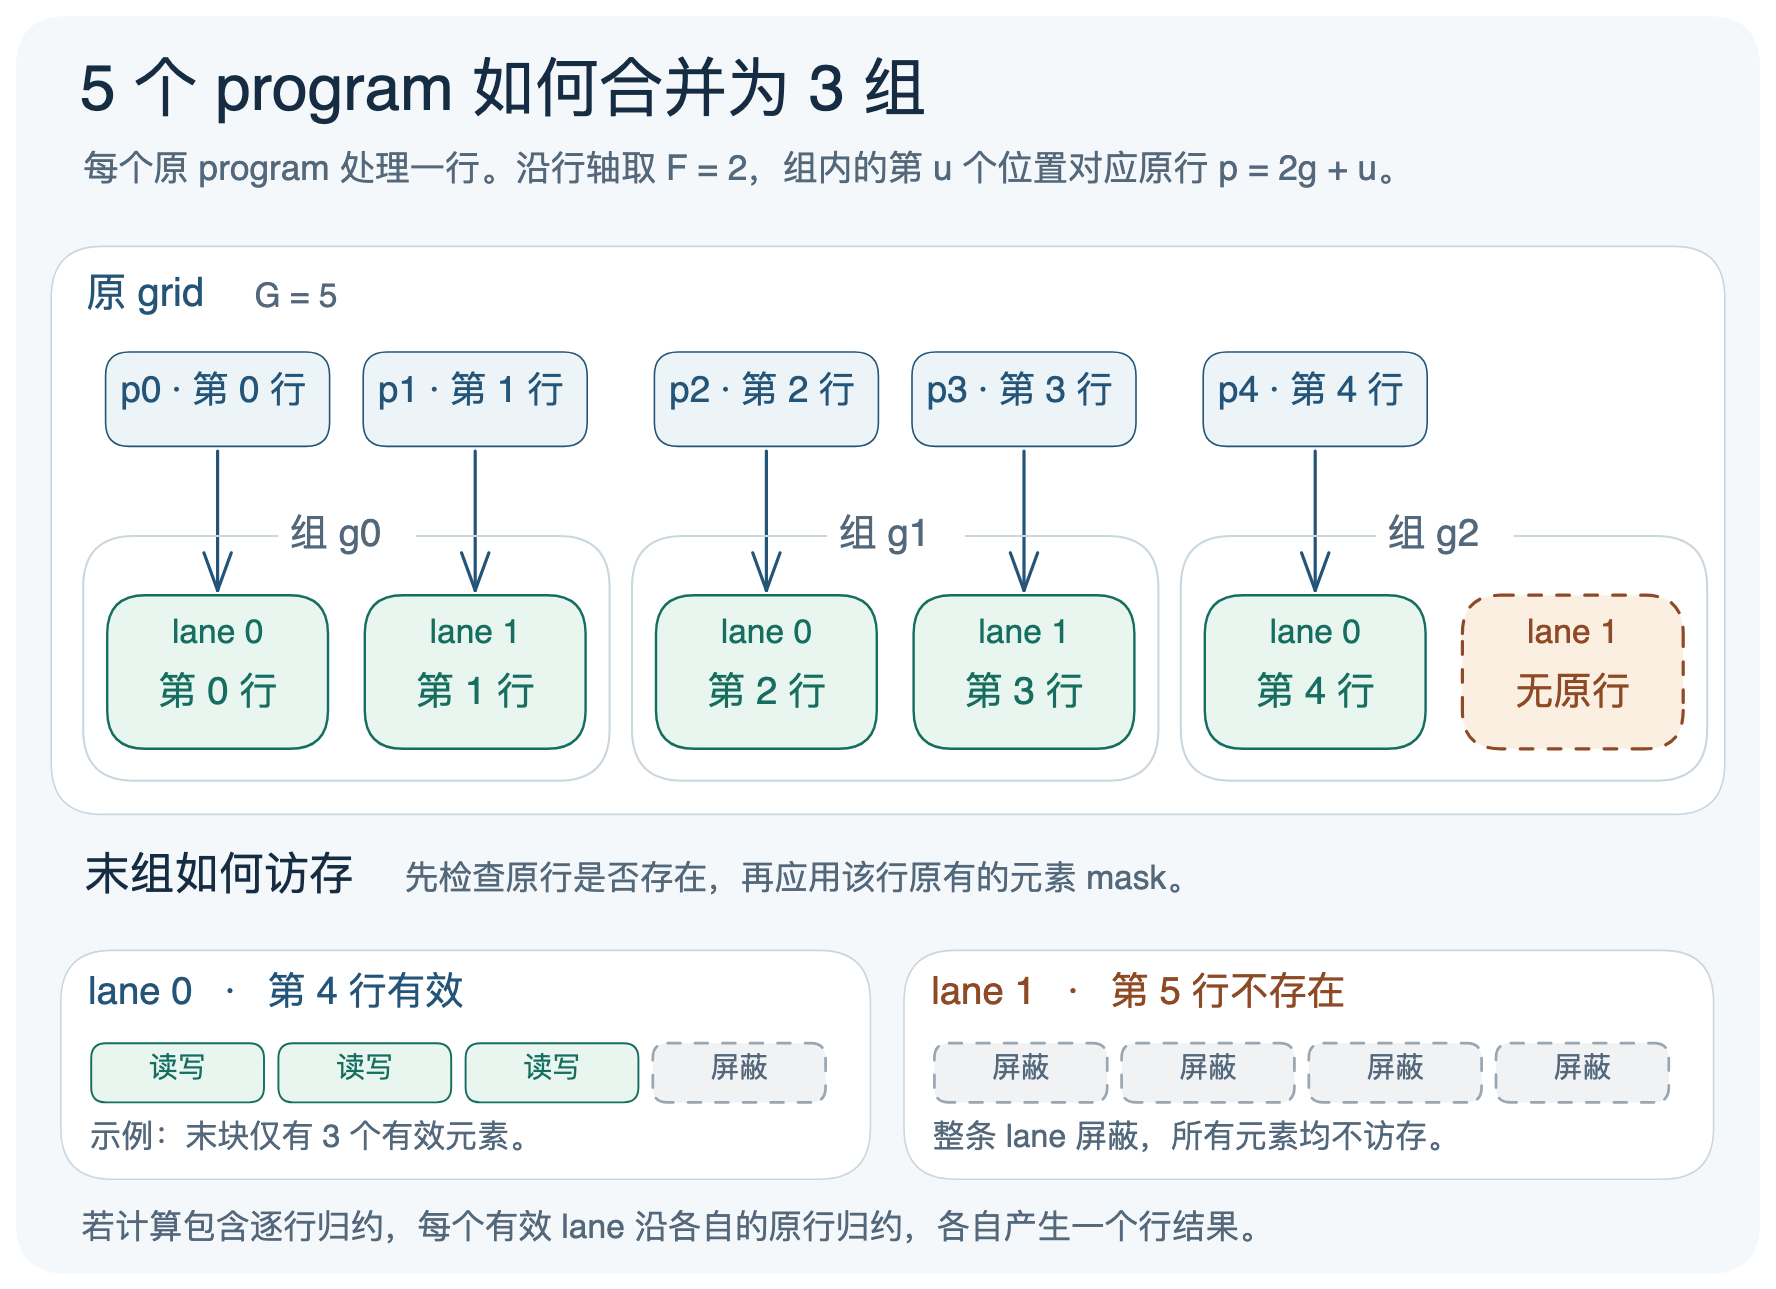 5 个 program 如何合并为 3 组
每个原 program 处理一行。沿行轴取 F = 2，组内的第 u 个位置对应原行 p = 2g + u。
原 grid G = 5
p0 · 第 0 行 p1 · 第 1 行 p2 · 第 2 行 p3 · 第 3 行 p4 · 第 4 行
组 g0 组 g1 组 g2
lane 0 lane 1 lane 0 lane 1 lane 0 lane 1
第 0 行 第 1 行 第 2 行 第 3 行 第 4 行 无原行
末组如何访存 先检查原行是否存在，再应用该行原有的元素 mask。
lane 0 · 第 4 行有效
读写 读写 读写 屏蔽
示例：末块仅有 3 个有效元素。
lane 1 · 第 5 行不存在
屏蔽 屏蔽 屏蔽 屏蔽
整条 lane 屏蔽，所有元素均不访存。
若计算包含逐行归约，每个有效 lane 沿各自的原行归约，各自产生一个行结果。